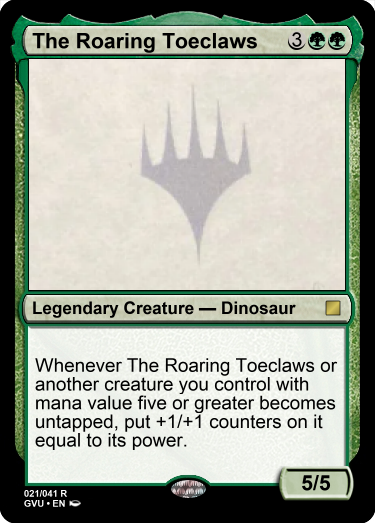 The Roaring Toeclaws 3
Legendary Creature — Dinosaur
Whenever The Roaring Toeclaws or
another creature you control with
mana value five or greater becomes
untapped, put +1/+1 counters on it
equal to its power.
5/5
021/041 R
GVU • EN